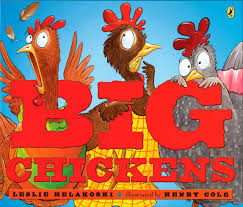 BIG
CHICKENS
LESLIE HELAKOSKI illustrated by HENRY COLE